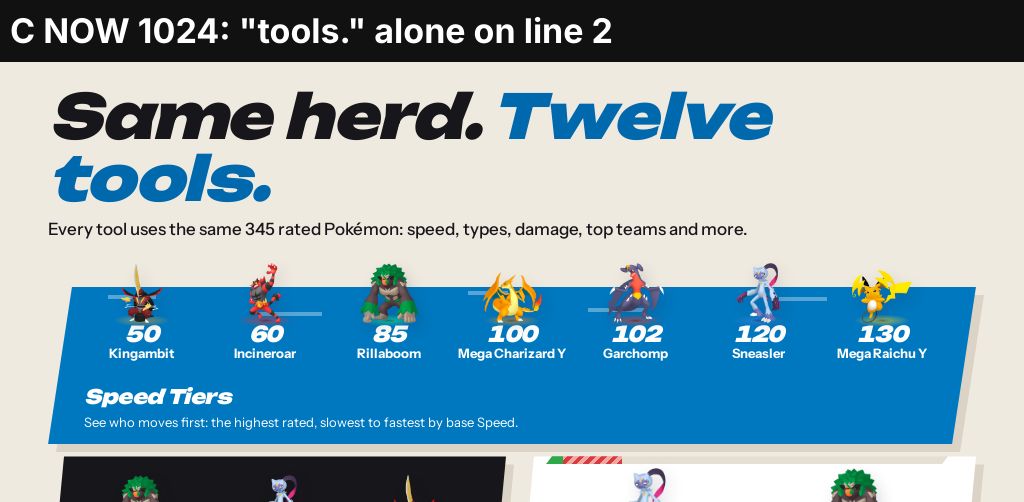 C NOW 1024: "tools." alone on line 2
Same herd. Twelve
tools.
Every tool uses the same 345 rated Pokémon: speed, types, damage, top teams and more.
50 60 85 100 102 120 130
Kingambit Incineroar Rillaboom Mega Charizard Y Garchomp Sneasler Mega Raichu Y
Speed Tiers
See who moves first: the highest rated, slowest to fastest by base Speed.